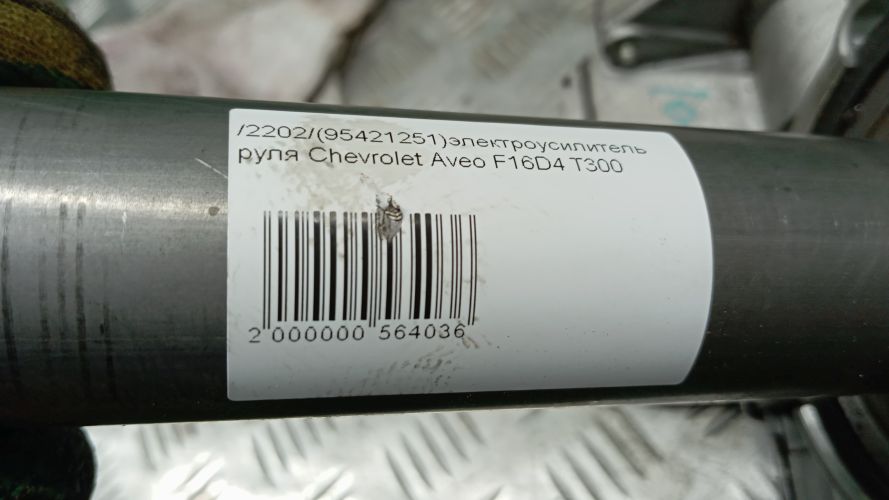 /2202/(95421251)электроусилитель
руля Chevrolet Aveo F16D4 T300
2 000000 564036